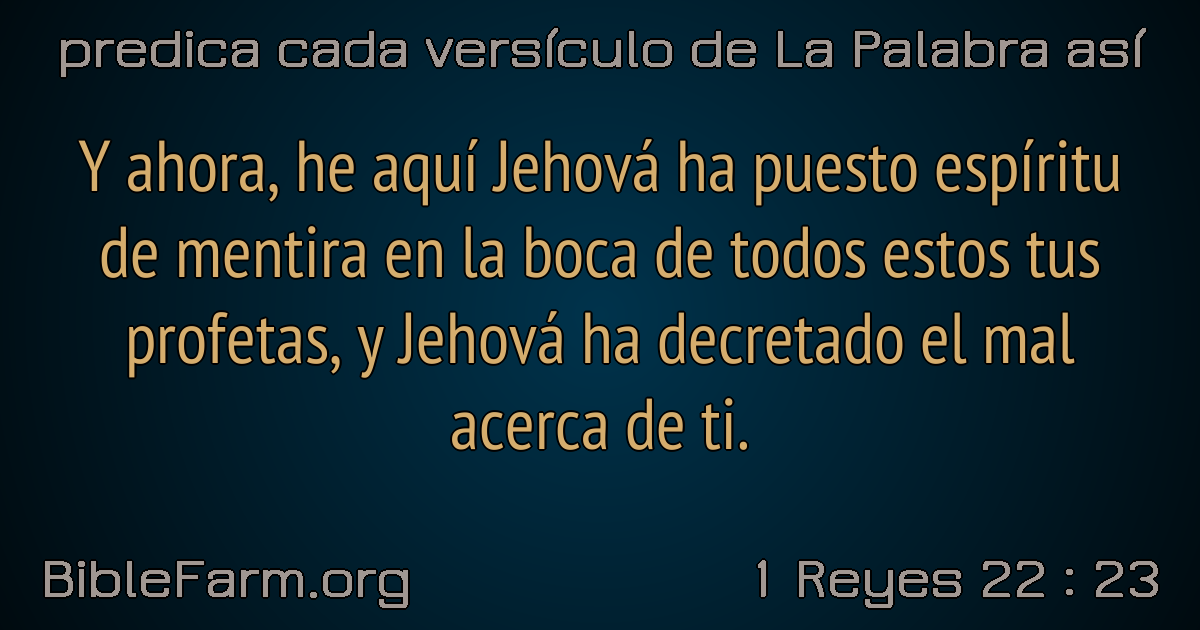 predica cada versículo de La Palabra así
Y ahora, he aquí Jehová ha puesto espíritu
de mentira en la boca de todos estos tus
profetas, y Jehová ha decretado el mal
acerca de ti.
BibleFarm.org
1 Reyes 22 : 23